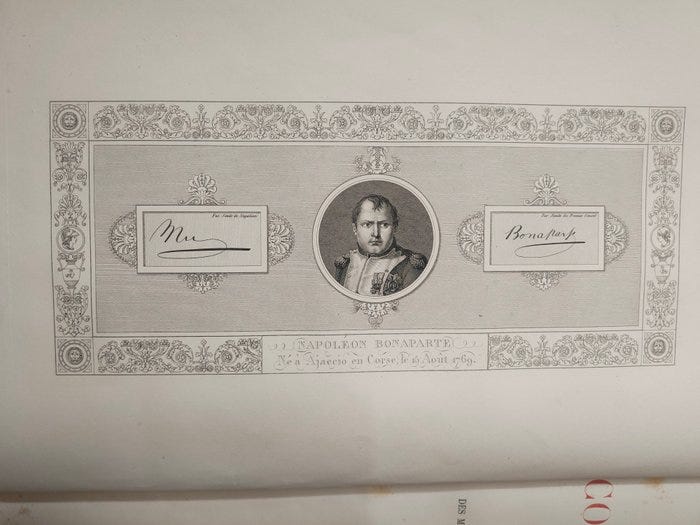 Fac Simile de Napoléon
Fac Simile du Premier Consul
Bonaparte
NAPOLÉON BONAPARTE
Né à Ajaccio en Corse, le 15 Août 1769.
CO
DES M